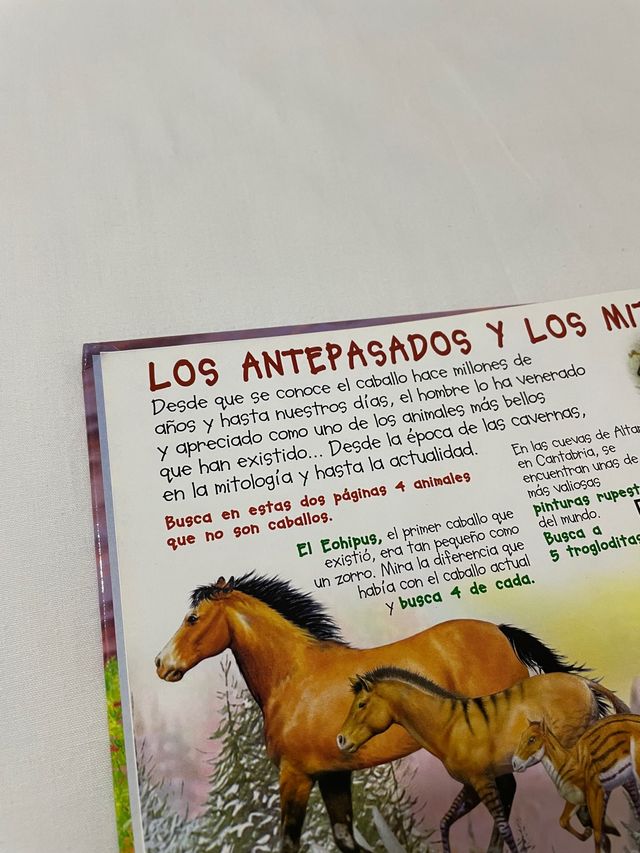 LOS ANTEPASADOS Y LOS
Desde que se conoce el caballo hace millones de
años y hasta nuestros días, el hombre lo ha venerado
y apreciado como uno de los animales más bellos
que han existido... Desde la época de las cavernas,
en la mitología y hasta la actualidad.
Busca en estas dos páginas 4 animales
que no son caballos.
El Eohipus, el primer caballo que
existió, era tan pequeño como
un zorro. Mira la diferencia que
había con el caballo actual
y busca 4 de cada.
En las cuevas de
en Cantabria, se
encuentran unas de
más valiosas
pinturas
del mundo.
Busca a
5 trogloditas